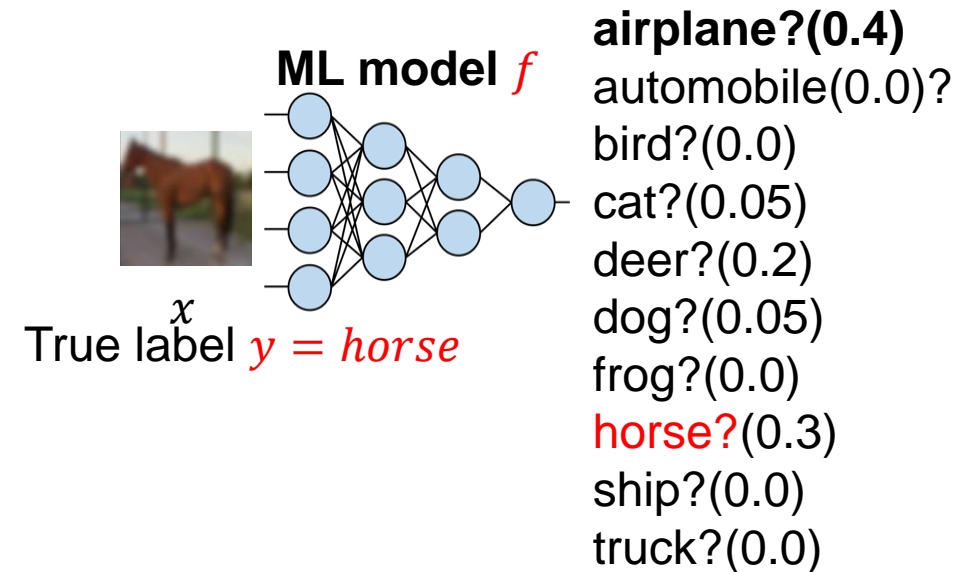 ML model f
x
True label y = horse
airplane?(0.4)
automobile(0.0)?
bird?(0.0)
cat?(0.05)
deer?(0.2)
dog?(0.05)
frog?(0.0)
horse?(0.3)
ship?(0.0)
truck?(0.0)